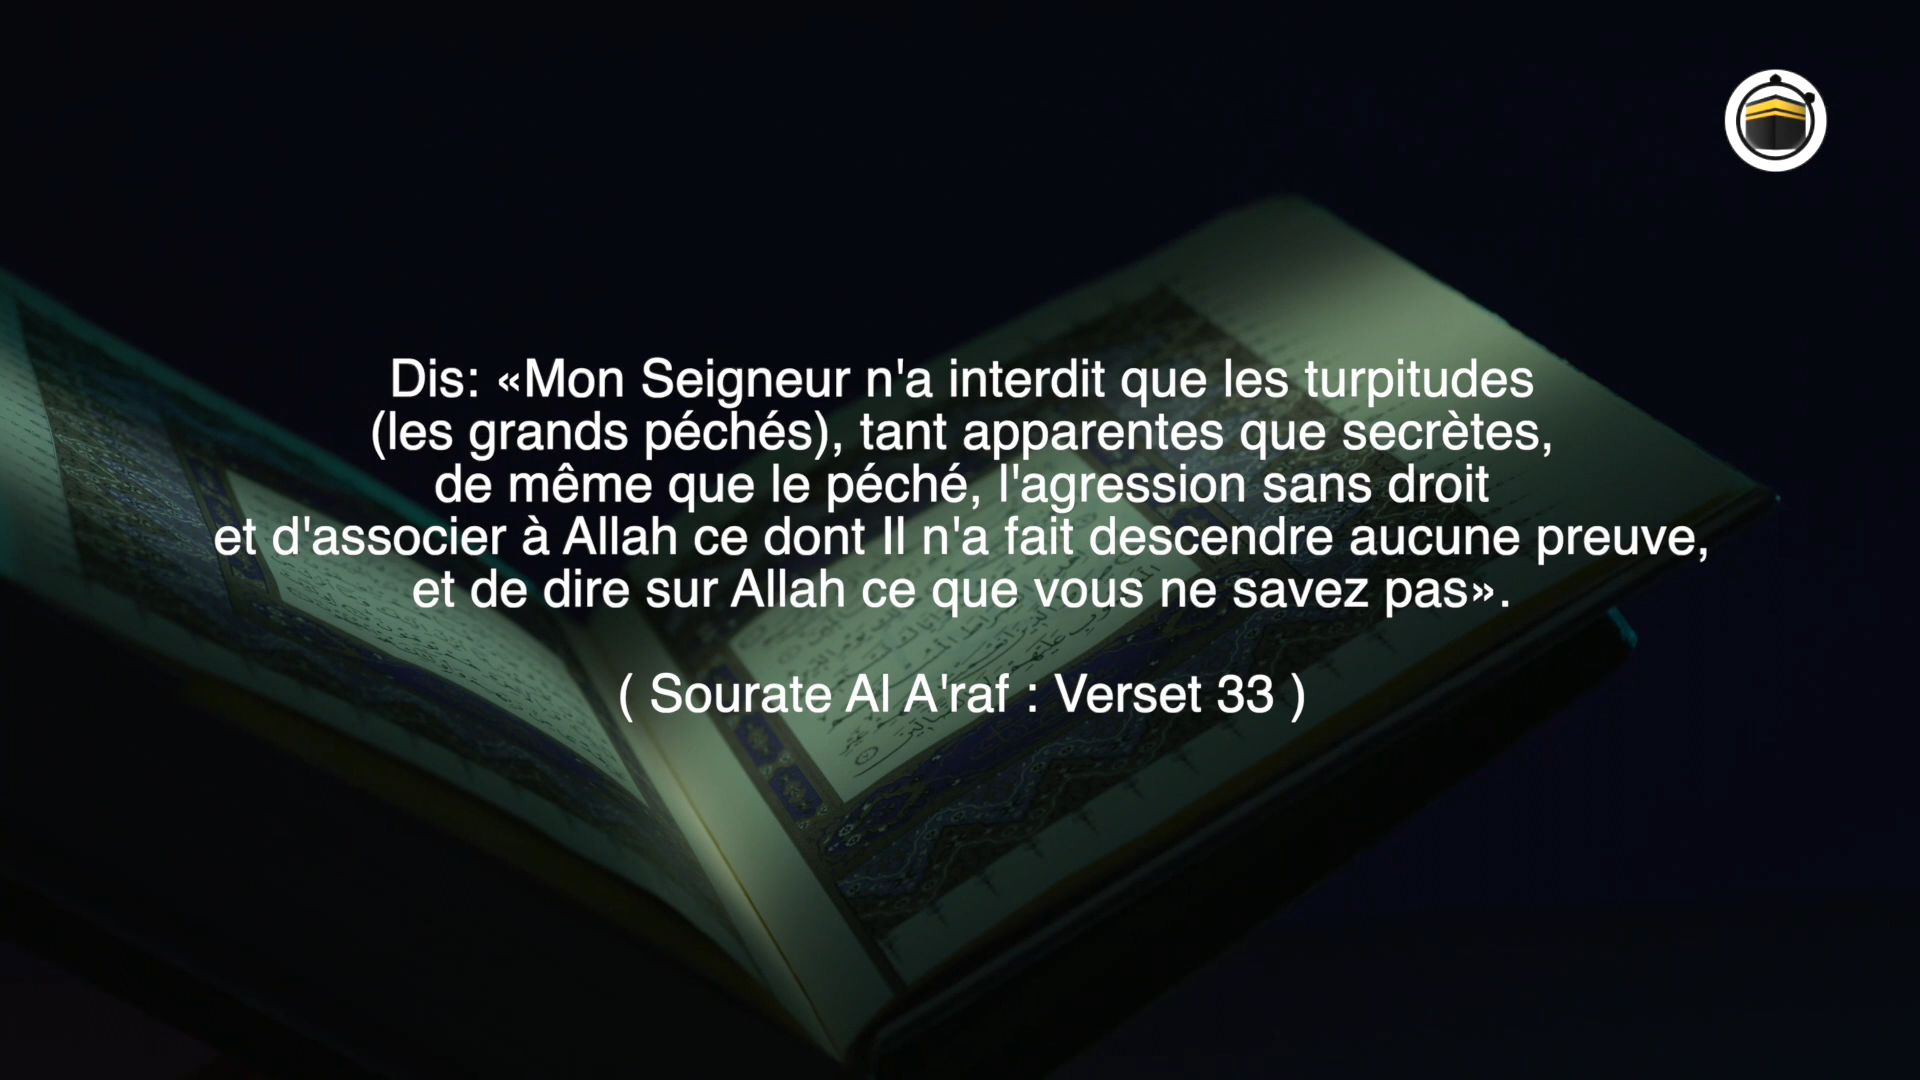 Dis: «Mon Seigneur n'a interdit que les turpitudes
(les grands péchés), tant apparentes que secrètes,
de même que le péché, l'agression sans droit
et d'associer à Allah ce dont Il n'a fait descendre aucune preuve,
et de dire sur Allah ce que vous ne savez pas».
( Sourate Al A'raf : Verset 33 )